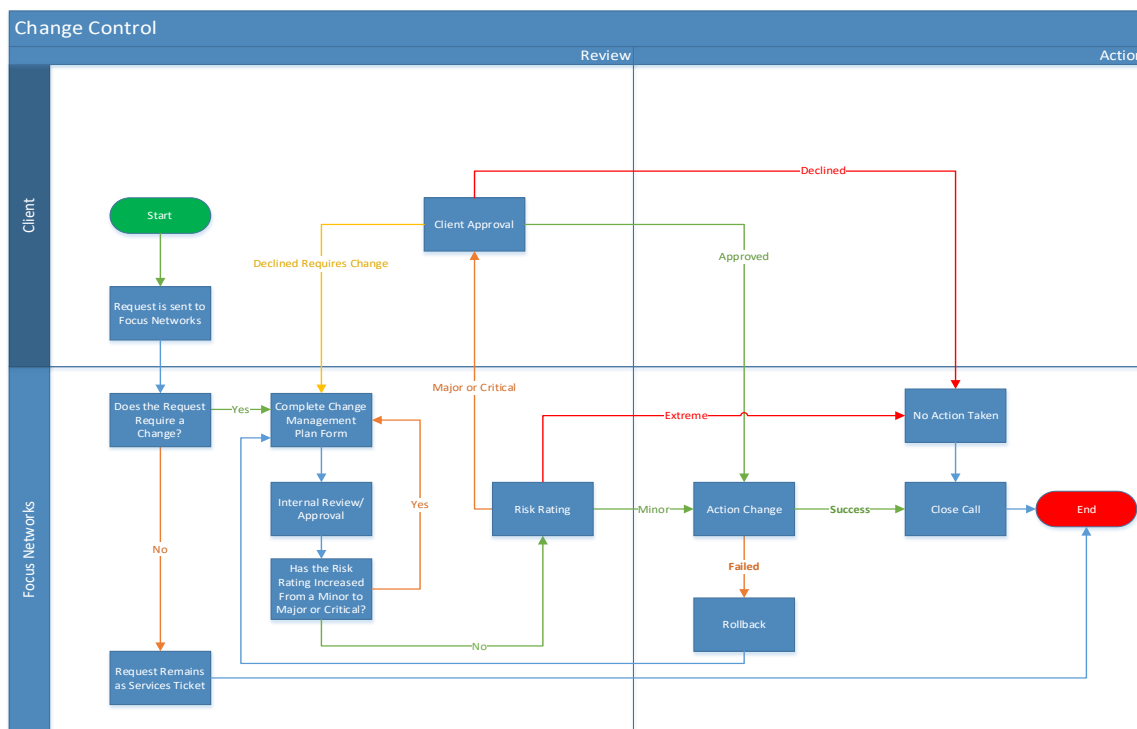 Change Control
Review
Action
Client
Start
Request is sent to
Focus Networks
Client Approval
Declined
Declined Requires Change
Approved
Major or Critical
Focus Networks
Does the Request
Require a
Change?
Yes
Complete Change
Management
Plan Form
Extreme
No Action Taken
Internal Review/
Approval
Yes
Risk Rating
Minor
Action Change
Success
Close Call
End
No
Has the Risk
Rating Increased
From a Minor to
Major or Critical?
Failed
Rollback
No
Request Remains
as Services Ticket